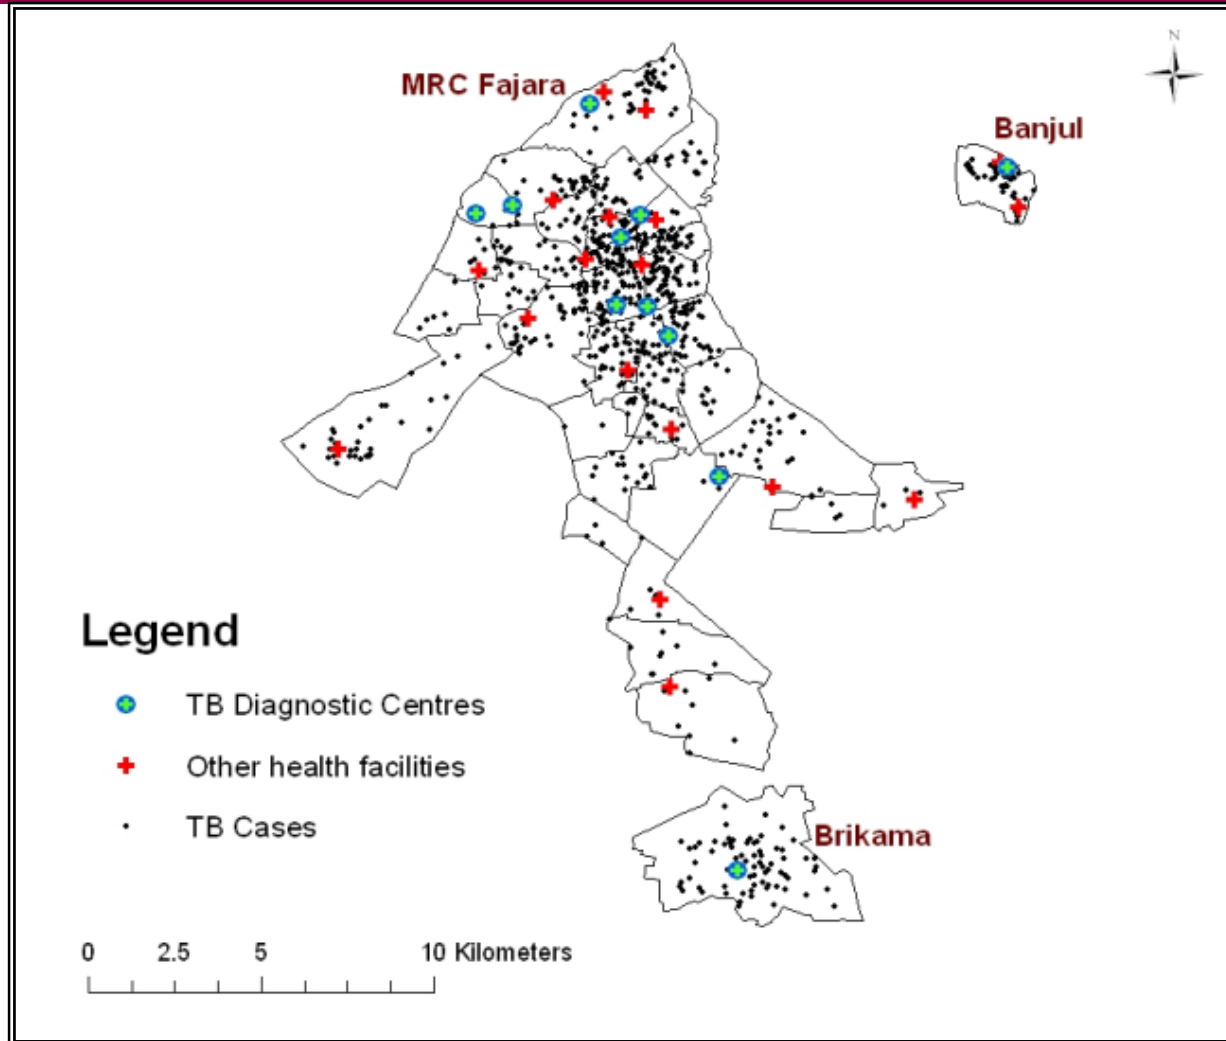 N
MRC Fajara
Banjul
Legend
TB Diagnostic Centres
Other health facilities
TB Cases
Brikama
0 2.5 5 10 Kilometers